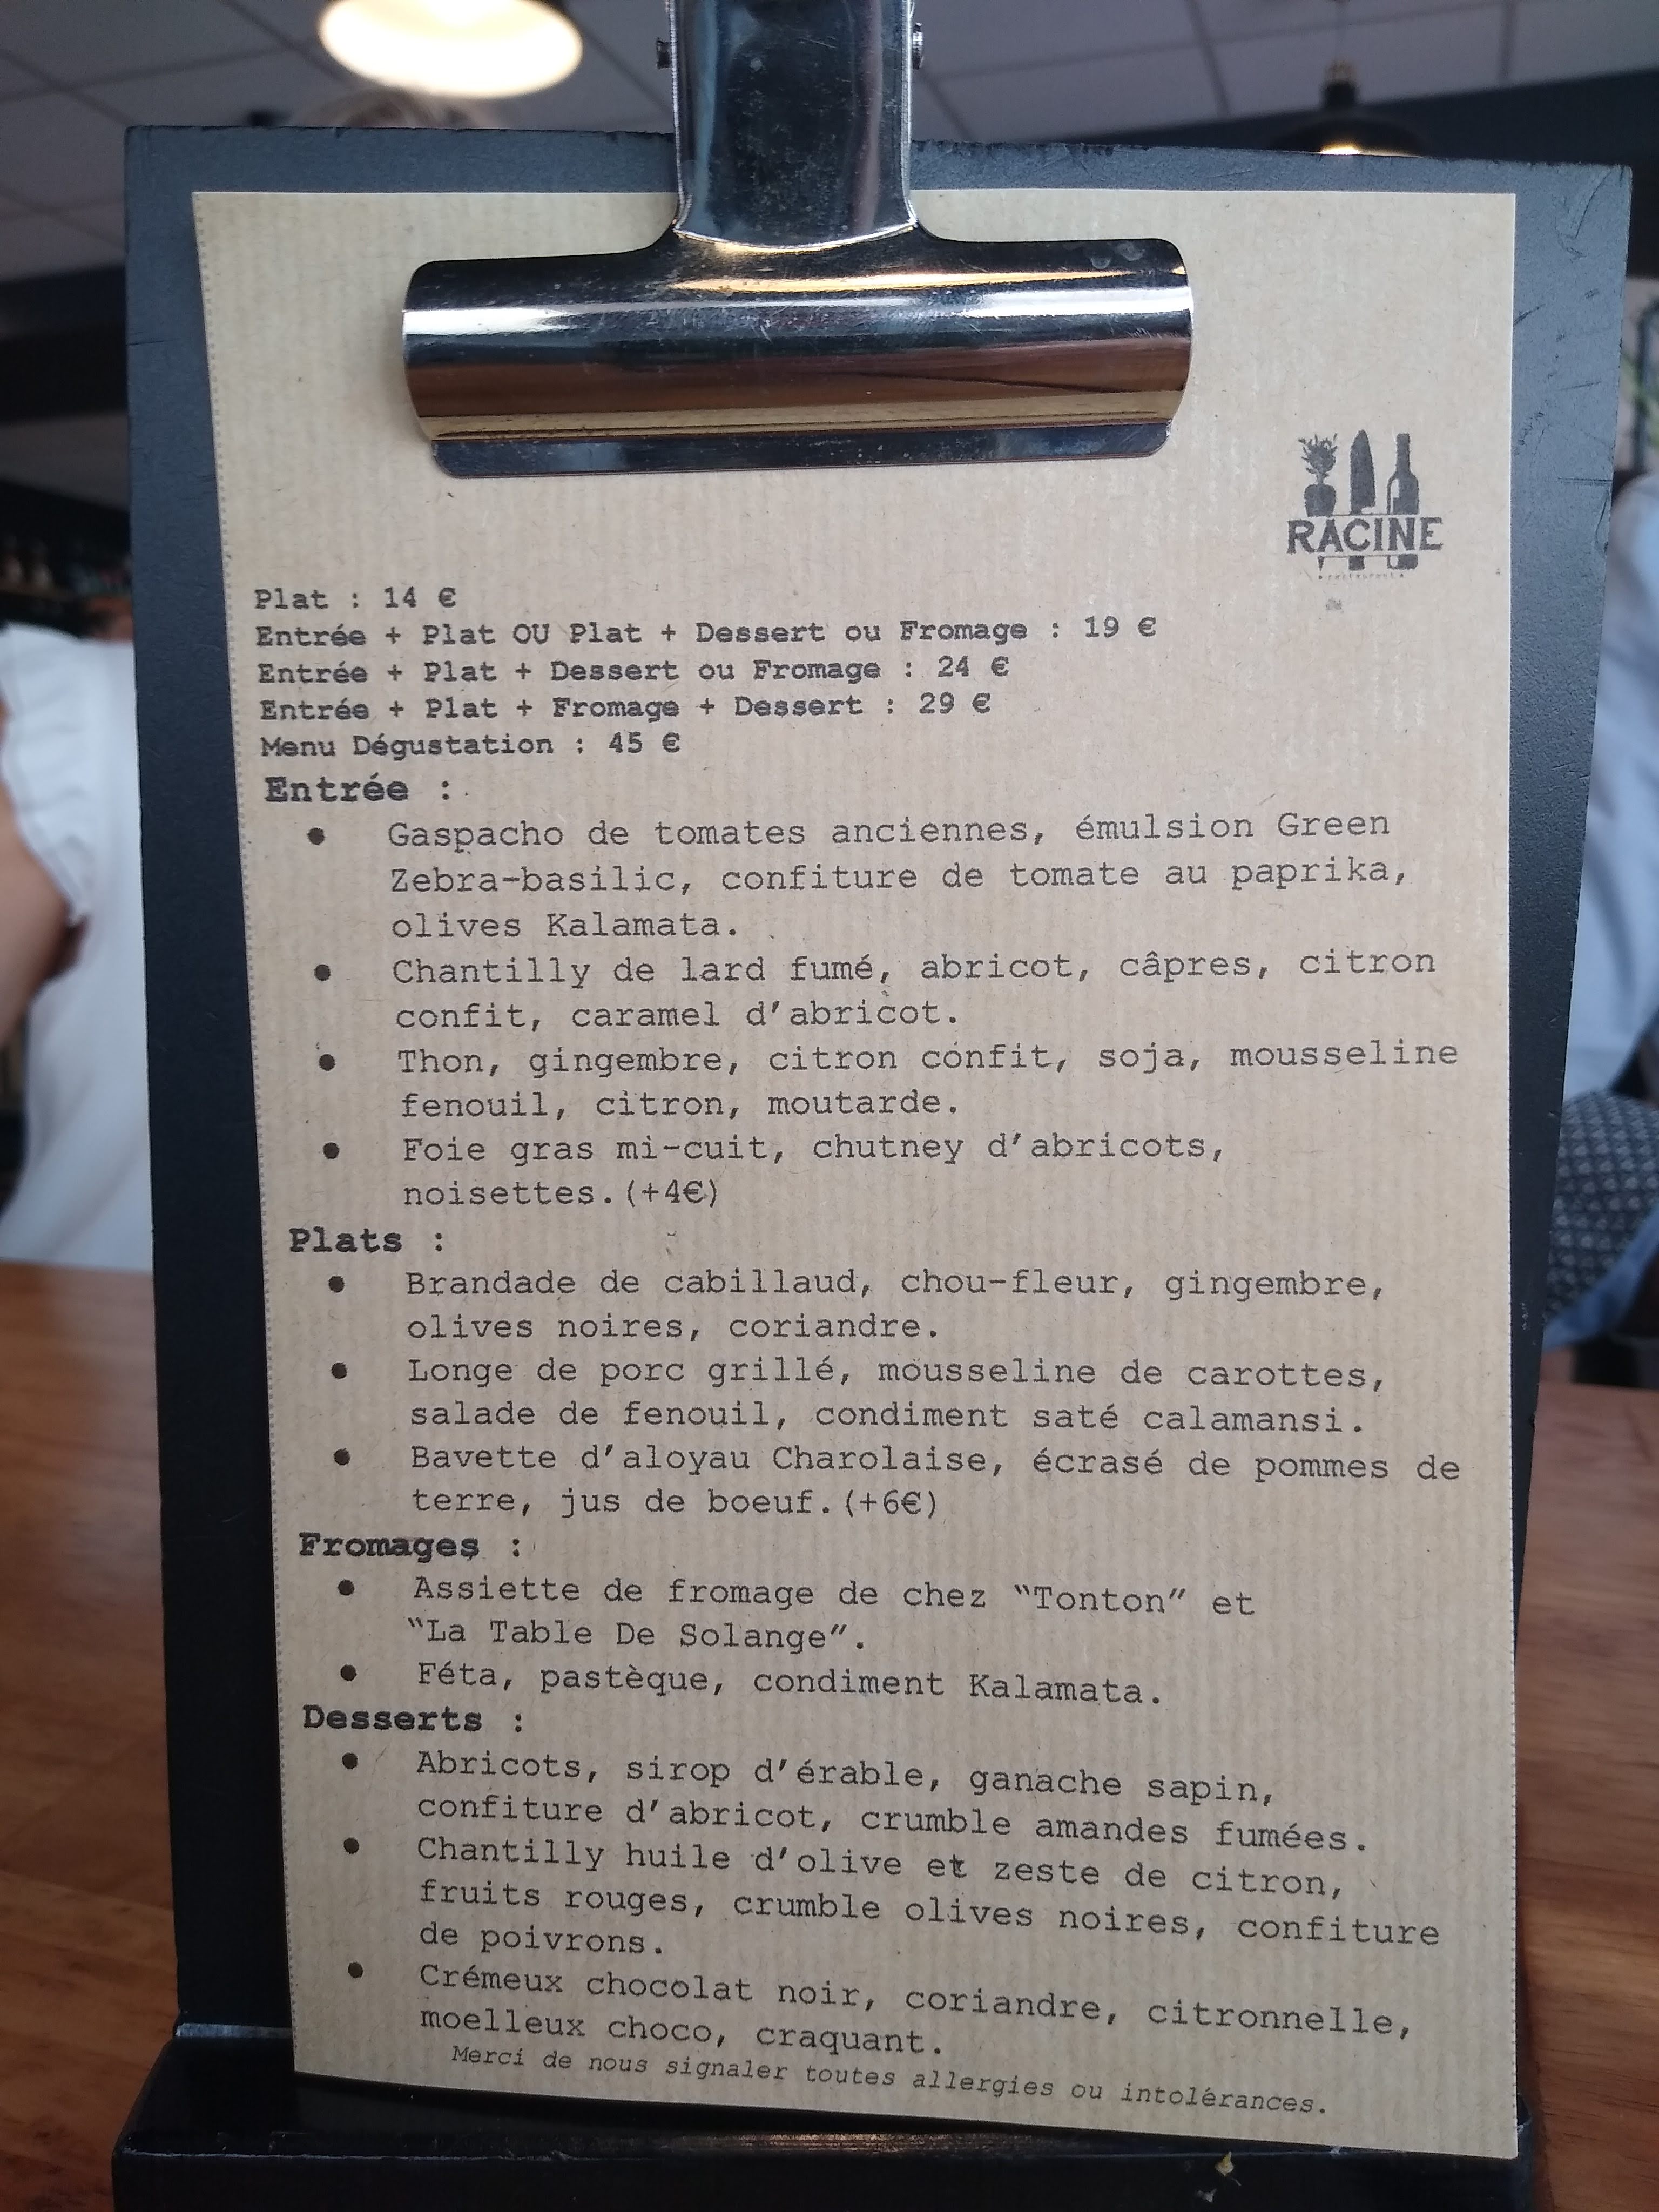 RACINE
restaurant
Plat : 14 €
Entrée + Plat OU Plat + Dessert ou Fromage : 19 €
Entrée + Plat + Dessert ou Fromage : 24 €
Entrée + Plat + Fromage + Dessert : 29 €
Menu Dégustation : 45 €
Entrée :
• Gaspacho de tomates anciennes, émulsion Green
Zebra-basilic, confiture de tomate au paprika,
olives Kalamata.
• Chantilly de lard fumé, abricot, câpres, citron
confit, caramel d'abricot.
• Thon, gingembre, citron confit, soja, mousseline
fenouil, citron, moutarde.
• Foie gras mi-cuit, chutney d'abricots,
noisettes.(+4€)
Plats :
• Brandade de cabillaud, chou-fleur, gingembre,
olives noires, coriandre.
• Longe de porc grillé, mousseline de carottes,
salade de fenouil, condiment saté calamansi.
• Bavette d'aloyau Charolaise, écrasé de pommes de
terre, jus de boeuf.(+6€)
Fromages :
• Assiette de fromage de chez "Tonton" et
"La Table De Solange".
• Féta, pastèque, condiment Kalamata.
Desserts :
• Abricots, sirop d'érable, ganache sapin,
confiture d'abricot, crumble amandes fumées.
• Chantilly huile d'olive et zeste de citron,
fruits rouges, crumble olives noires, confiture
de poivrons.
• Crémeux chocolat noir, coriandre, citronnelle,
moelleux choco, craquant.
Merci de nous signaler toutes allergies ou intolérances.